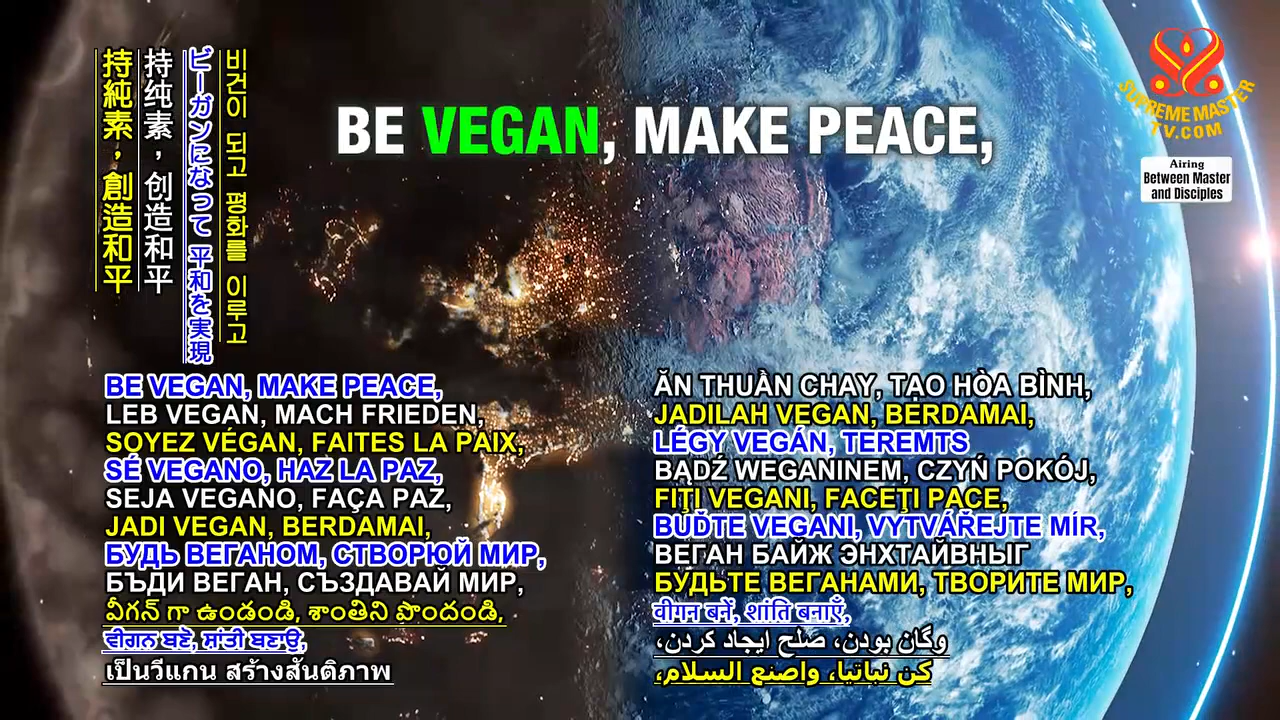 BE VEGAN, MAKE PEACE,
SUPREME MASTER
TV.COM
Airing
Between Master
and Disciples
持純素，創造和平
持纯素，创造和平
ビーガンになって 平和を実現
비건이 되고 평화를 이루고
BE VEGAN, MAKE PEACE,
LEB VEGAN, MACH FRIEDEN,
SOYEZ VÉGAN, FAITES LA PAIX,
SÉ VEGANO, HAZ LA PAZ,
SEJA VEGANO, FAÇA PAZ,
JADI VEGAN, BERDAMAI,
БУДЬ ВЕГАНОМ, СТВОРЮЙ МИР,
БЪДИ ВЕГАН, СЪЗДАВАЙ МИР,
వీగన్ గా ఉండండి, శాంతిని పొందండి,
ਵੀਗਨ ਬਣੋ, ਸ਼ਾਂਤੀ ਬਣਾਉ,
เป็นวีแกน สร้างสันติภาพ
ĂN THUẦN CHAY, TẠO HÒA BÌNH,
JADILAH VEGAN, BERDAMAI,
LÉGY VEGÁN, TEREMTS
BĄDŹ WEGANINEM, CZYŃ POKÓJ,
FIŢI VEGANI, FACEŢI PACE,
BUĎTE VEGANI, VYTVÁŘEJTE MÍR,
ВЕГАН БАЙЖ ЭНХТАЙВНЫГ
БУДЬТЕ ВЕГАНАМИ, ТВОРИТЕ МИР,
वीगन बनें, शांति बनाएँ,
وگان بودن، صلح ایجاد کردن،
كن نباتيا، واصنع السلام،